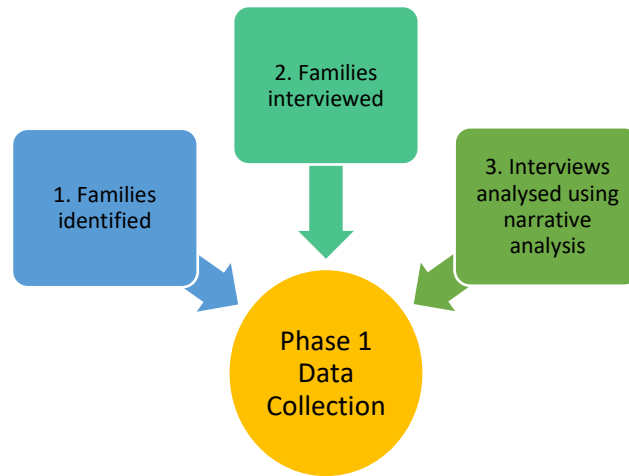 1. Families
identified
2. Families
interviewed
3. Interviews
analysed using
narrative
analysis
Phase 1
Data
Collection